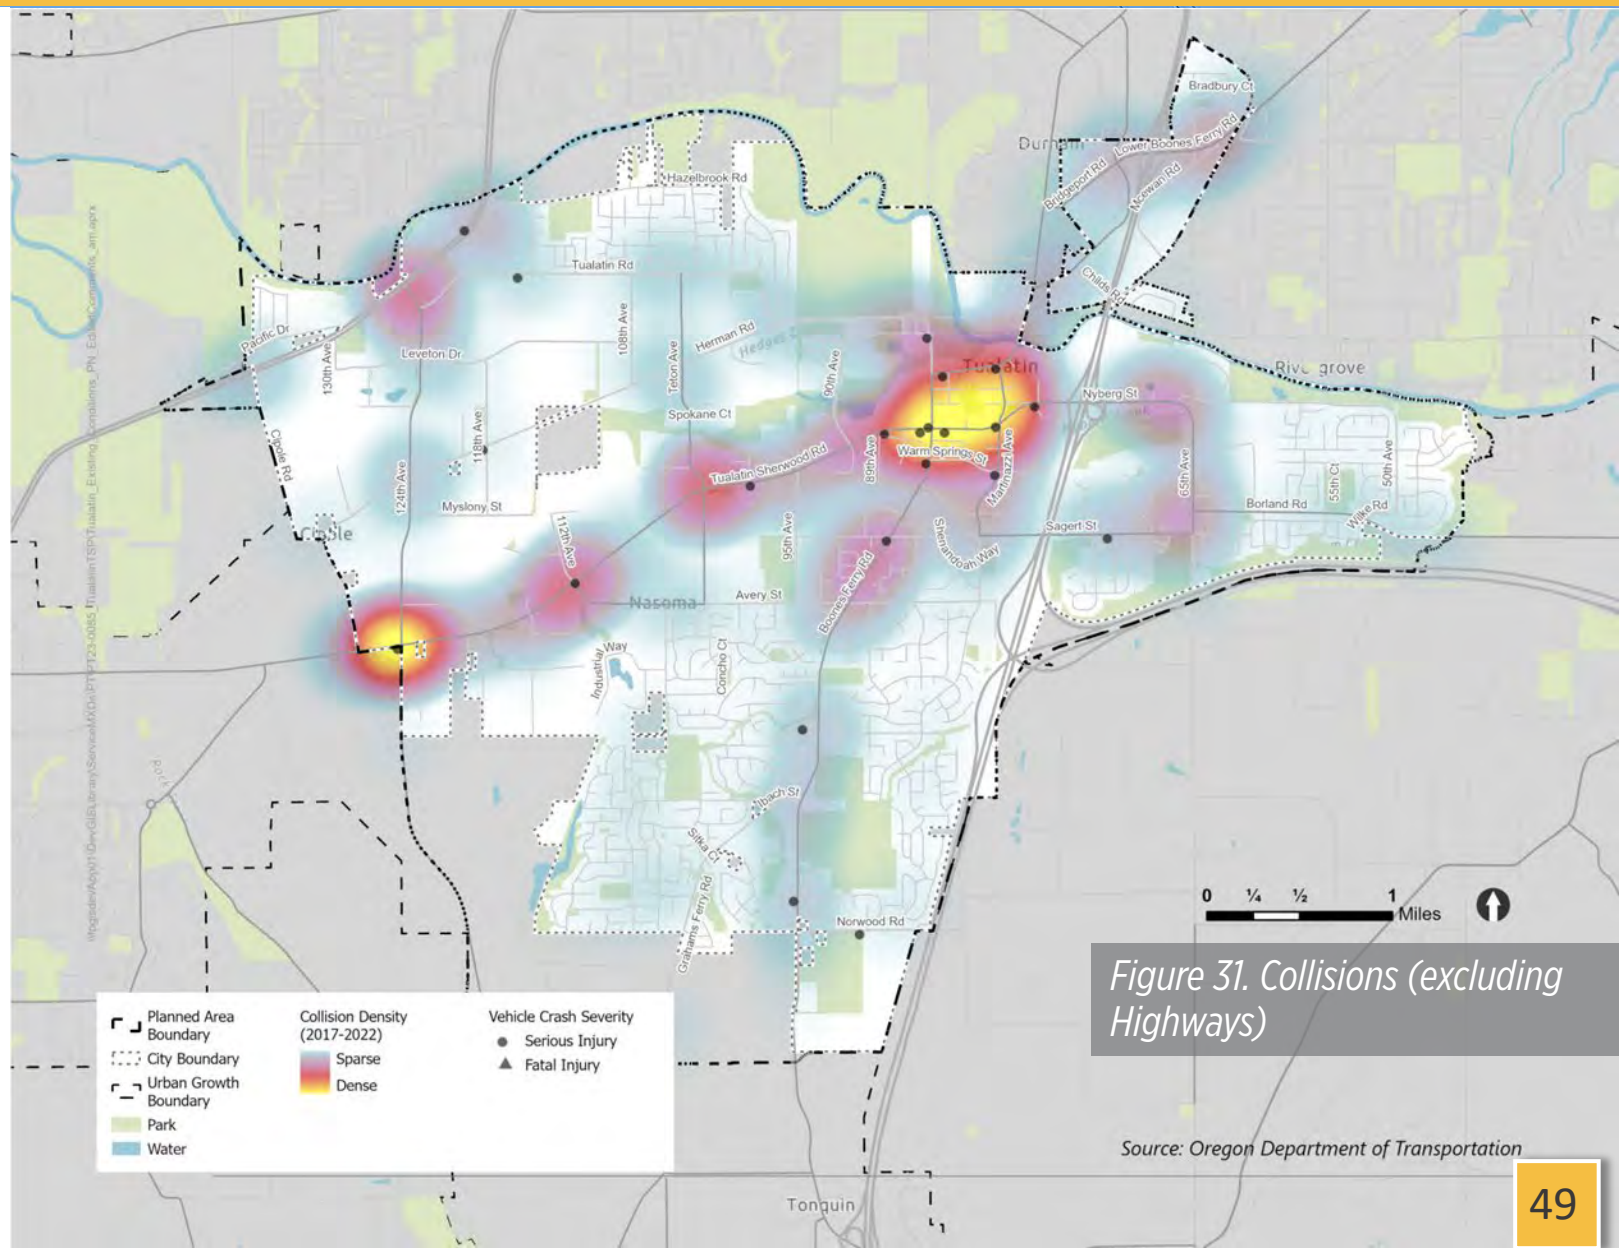 Bradbury Ct
Durham
Lower Boones Ferry Rd
Bridgeport Rd
Mcewan Rd
Hazelbrook Rd
Tualatin Rd
Childs Rd
Pacific Dr
130th Ave
Leveton Dr
108th Ave
Herman Rd
Hedges
Teton Ave
90th Ave
Tualatin
Rivergrove
Nyberg St
Spokane Ct
Cipole Rd
118th Ave
124th Ave
Tualatin Sherwood Rd
89th Ave
Warm Springs St
Martinazzi Ave
65th Ave
55th Ct
50th Ave
Myslony St
Borland Rd
Wilke Rd
Cipole
112th Ave
95th Ave
Sagert St
Shenandoah Way
Boones Ferry Rd
Nasoma
Avery St
Industrial Way
Concho Ct
Ibach St
Sitka Ct
Grahams Ferry Rd
Norwood Rd
0 ¼ ½ 1
Miles
Figure 31. Collisions (excluding
Highways)
Planned Area
Boundary
City Boundary
Urban Growth
Boundary
Park
Water
Collision Density
(2017-2022)
Sparse
Dense
Vehicle Crash Severity
Serious Injury
Fatal Injury
Source: Oregon Department of Transportation
Tonquin
49